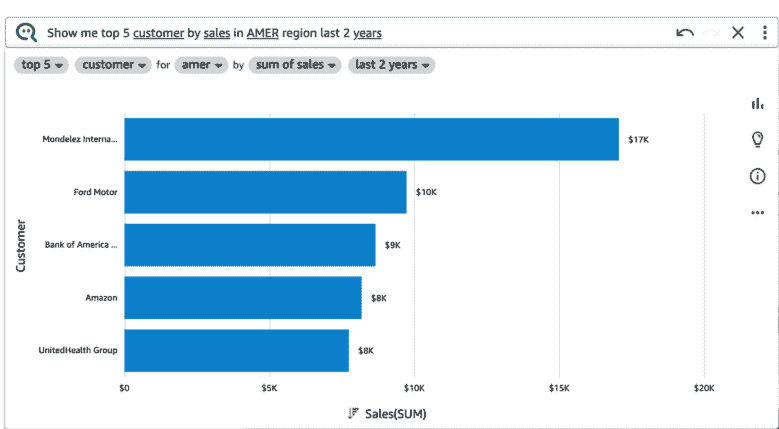 Show me top 5 customer by sales in AMER region last 2 years
top 5 customer for amer by sum of sales last 2 years
Mondelez Interna... $17K
Ford Motor $10K
Bank of America ... $9K
Amazon $8K
UnitedHealth Group $8K
Customer
$0 $5K $10K $15K $20K
Sales(SUM)